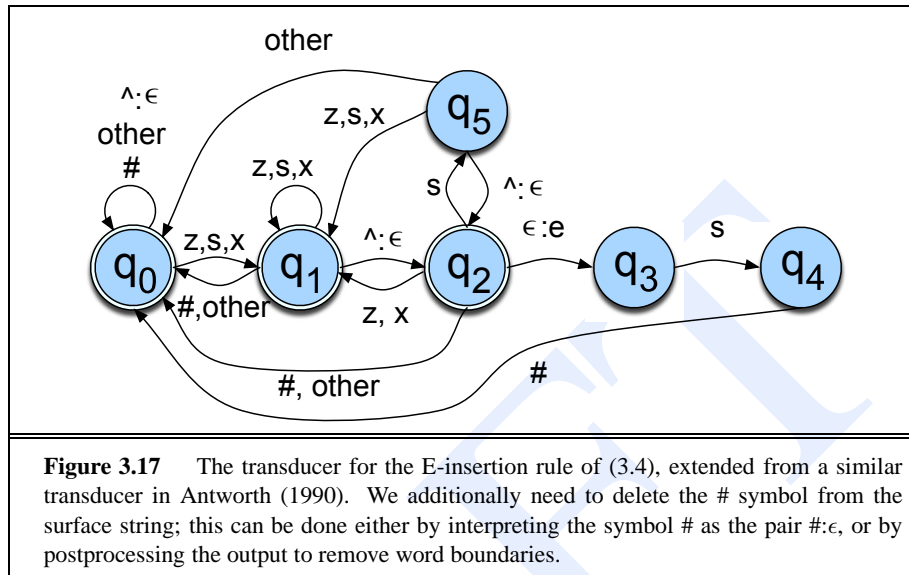 other
^:ϵ
other
#
z,s,x
z,s,x
q5
s
^:ϵ
ϵ:e
s
q0
z,s,x
#,other
q1
^:ϵ
z, x
q2
q3
q4
#, other
#
Figure 3.17 The transducer for the E-insertion rule of (3.4), extended from a similar
transducer in Antworth (1990). We additionally need to delete the # symbol from the
surface string; this can be done either by interpreting the symbol # as the pair #:ϵ, or by
postprocessing the output to remove word boundaries.